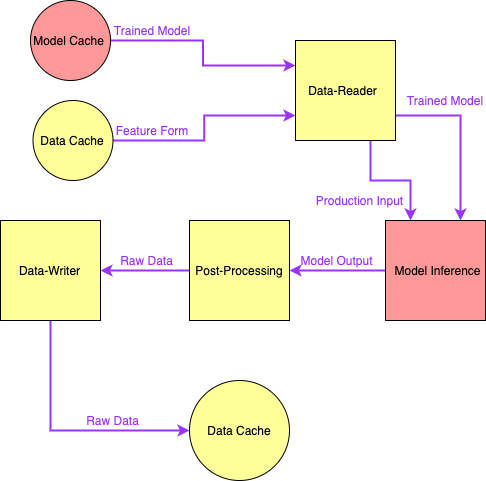 Trained Model
Model Cache
Data-Reader
Trained Model
Feature Form
Data Cache
Production Input
Data-Writer
Raw Data
Post-Processing
Model Output
Model Inference
Raw Data
Data Cache